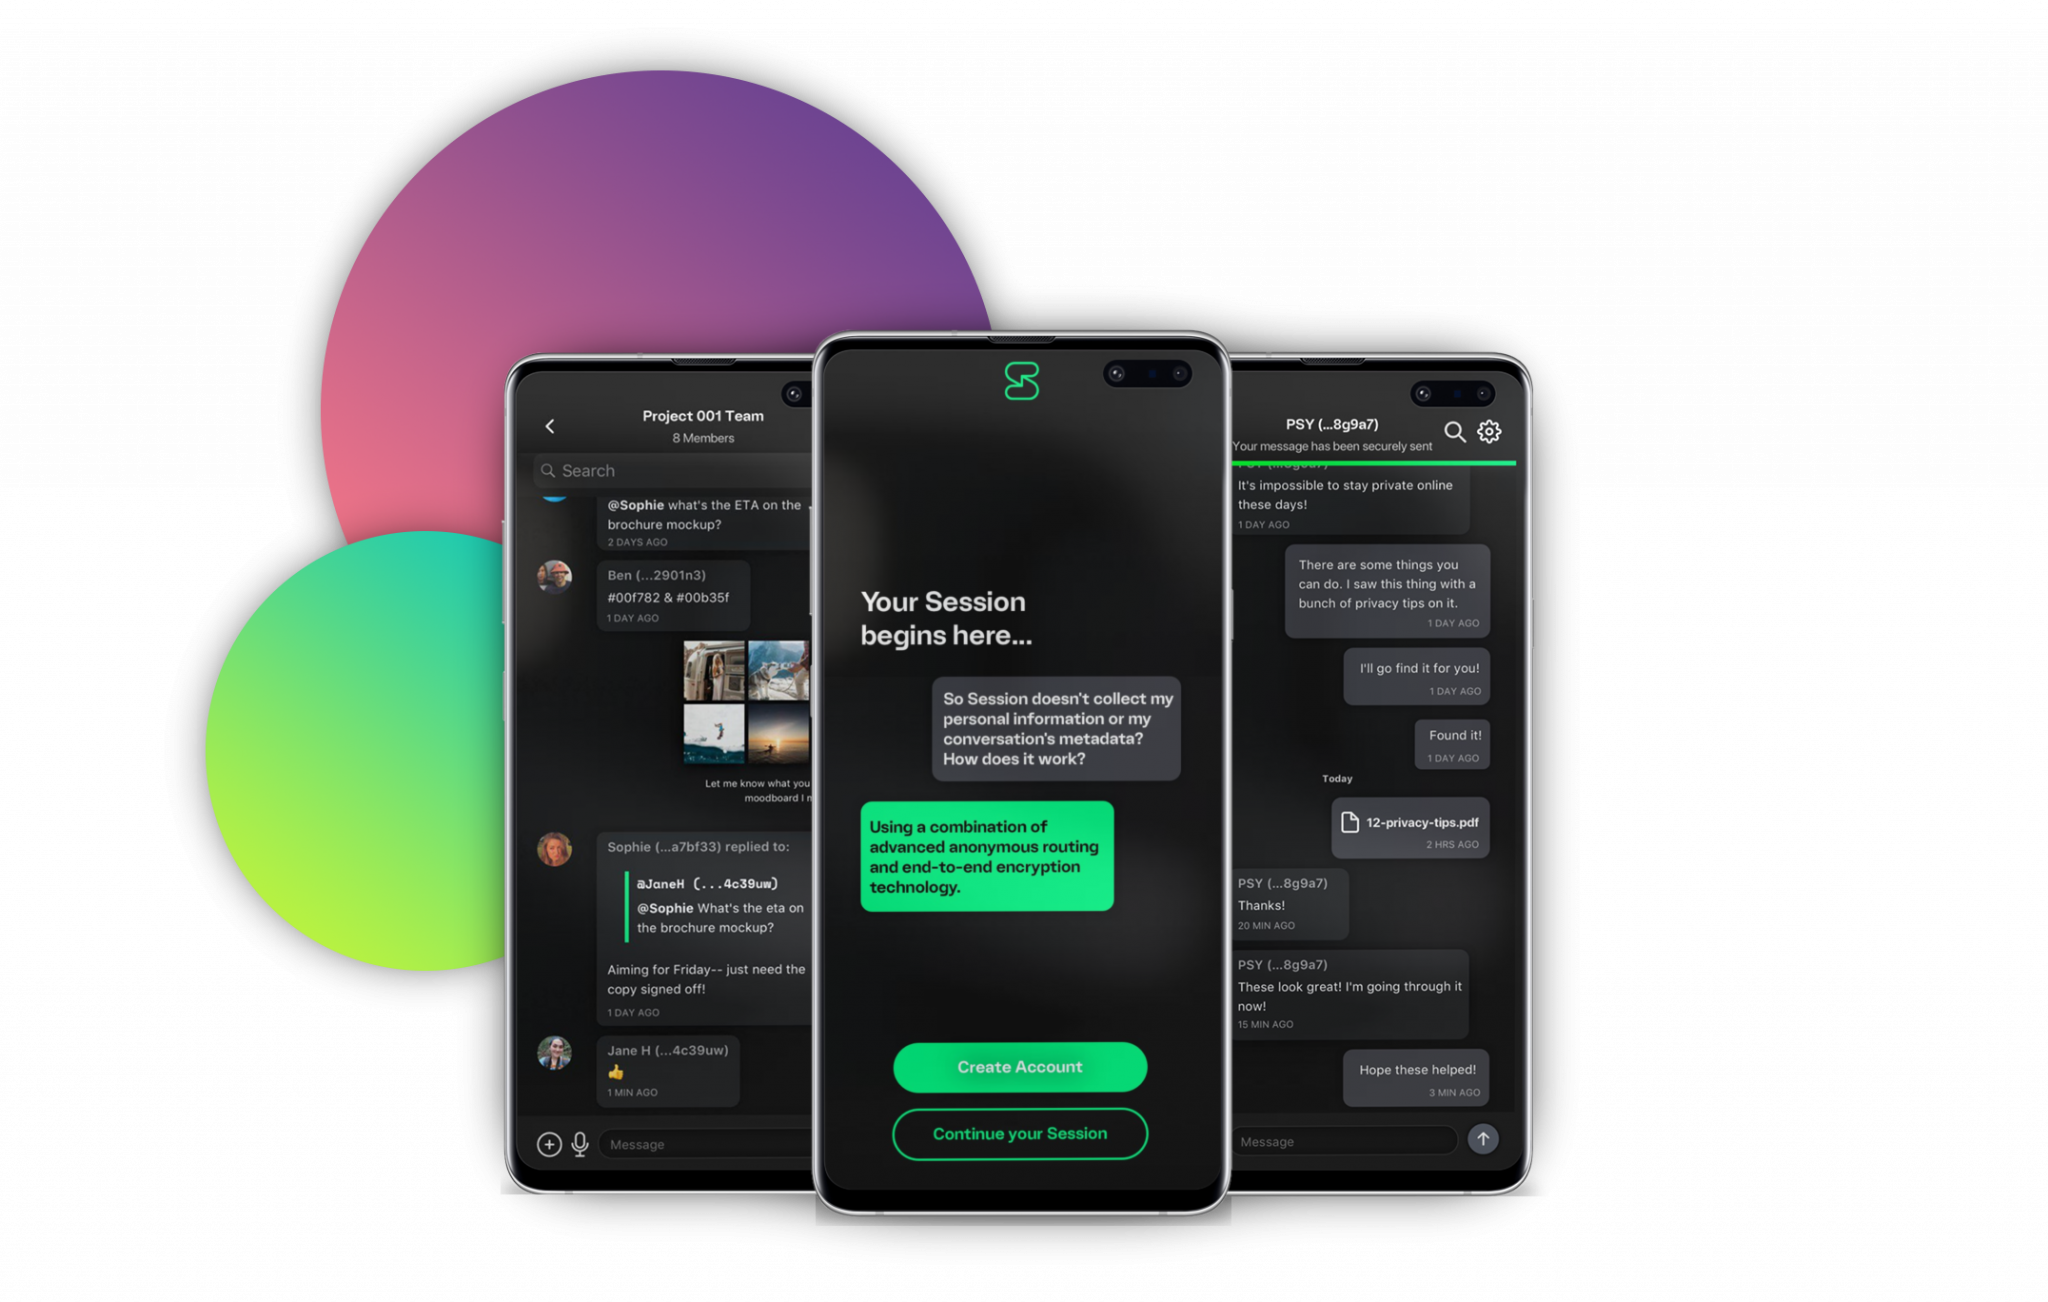 Project 001 Team
8 Members
Search
@Sophie what's the ETA on the
brochure mockup?
2 DAYS AGO
Ben (...2901n3)
#00f782 & #00b35f
1 DAY AGO
Let me know what you
moodboard I
Sophie (...a7bf33) replied to:
@JaneH (...4c39uw)
@Sophie What's the eta on
the brochure mockup?
Aiming for Friday-- just need the
copy signed off!
1 DAY AGO
Jane H (...4c39uw)
👍
1 MIN AGO
Message
Your Session
begins here...
So Session doesn't collect my
personal information or my
conversation's metadata?
How does it work?
Using a combination of
advanced anonymous routing
and end-to-end encryption
technology.
Create Account
Continue your Session
PSY (...8g9a7)
Your message has been securely sent
PSY (...8g9a7)
It's impossible to stay private online
these days!
1 DAY AGO
There are some things you
can do. I saw this thing with a
bunch of privacy tips on it.
1 DAY AGO
I'll go find it for you!
1 DAY AGO
Found it!
1 DAY AGO
Today
12-privacy-tips.pdf
2 HRS AGO
PSY (...8g9a7)
Thanks!
20 MIN AGO
PSY (...8g9a7)
These look great! I'm going through it
now!
15 MIN AGO
Hope these helped!
3 MIN AGO
Message